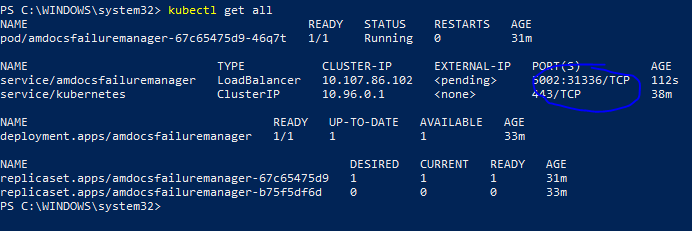 PS C:\WINDOWS\system32> kubectl get all
NAME READY STATUS RESTARTS AGE
pod/amdocsfailuremanager-67c65475d9-46q7t 1/1 Running 0 31m
NAME TYPE CLUSTER-IP EXTERNAL-IP PORT(S) AGE
service/amdocsfailuremanager LoadBalancer 10.107.86.102 <pending> 5002:31336/TCP 112s
service/kubernetes ClusterIP 10.96.0.1 <none> 443/TCP 38m
NAME READY UP-TO-DATE AVAILABLE AGE
deployment.apps/amdocsfailuremanager 1/1 1 1 33m
NAME DESIRED CURRENT READY AGE
replicaset.apps/amdocsfailuremanager-67c65475d9 1 1 1 31m
replicaset.apps/amdocsfailuremanager-b75f5df6d 0 0 0 33m
PS C:\WINDOWS\system32>